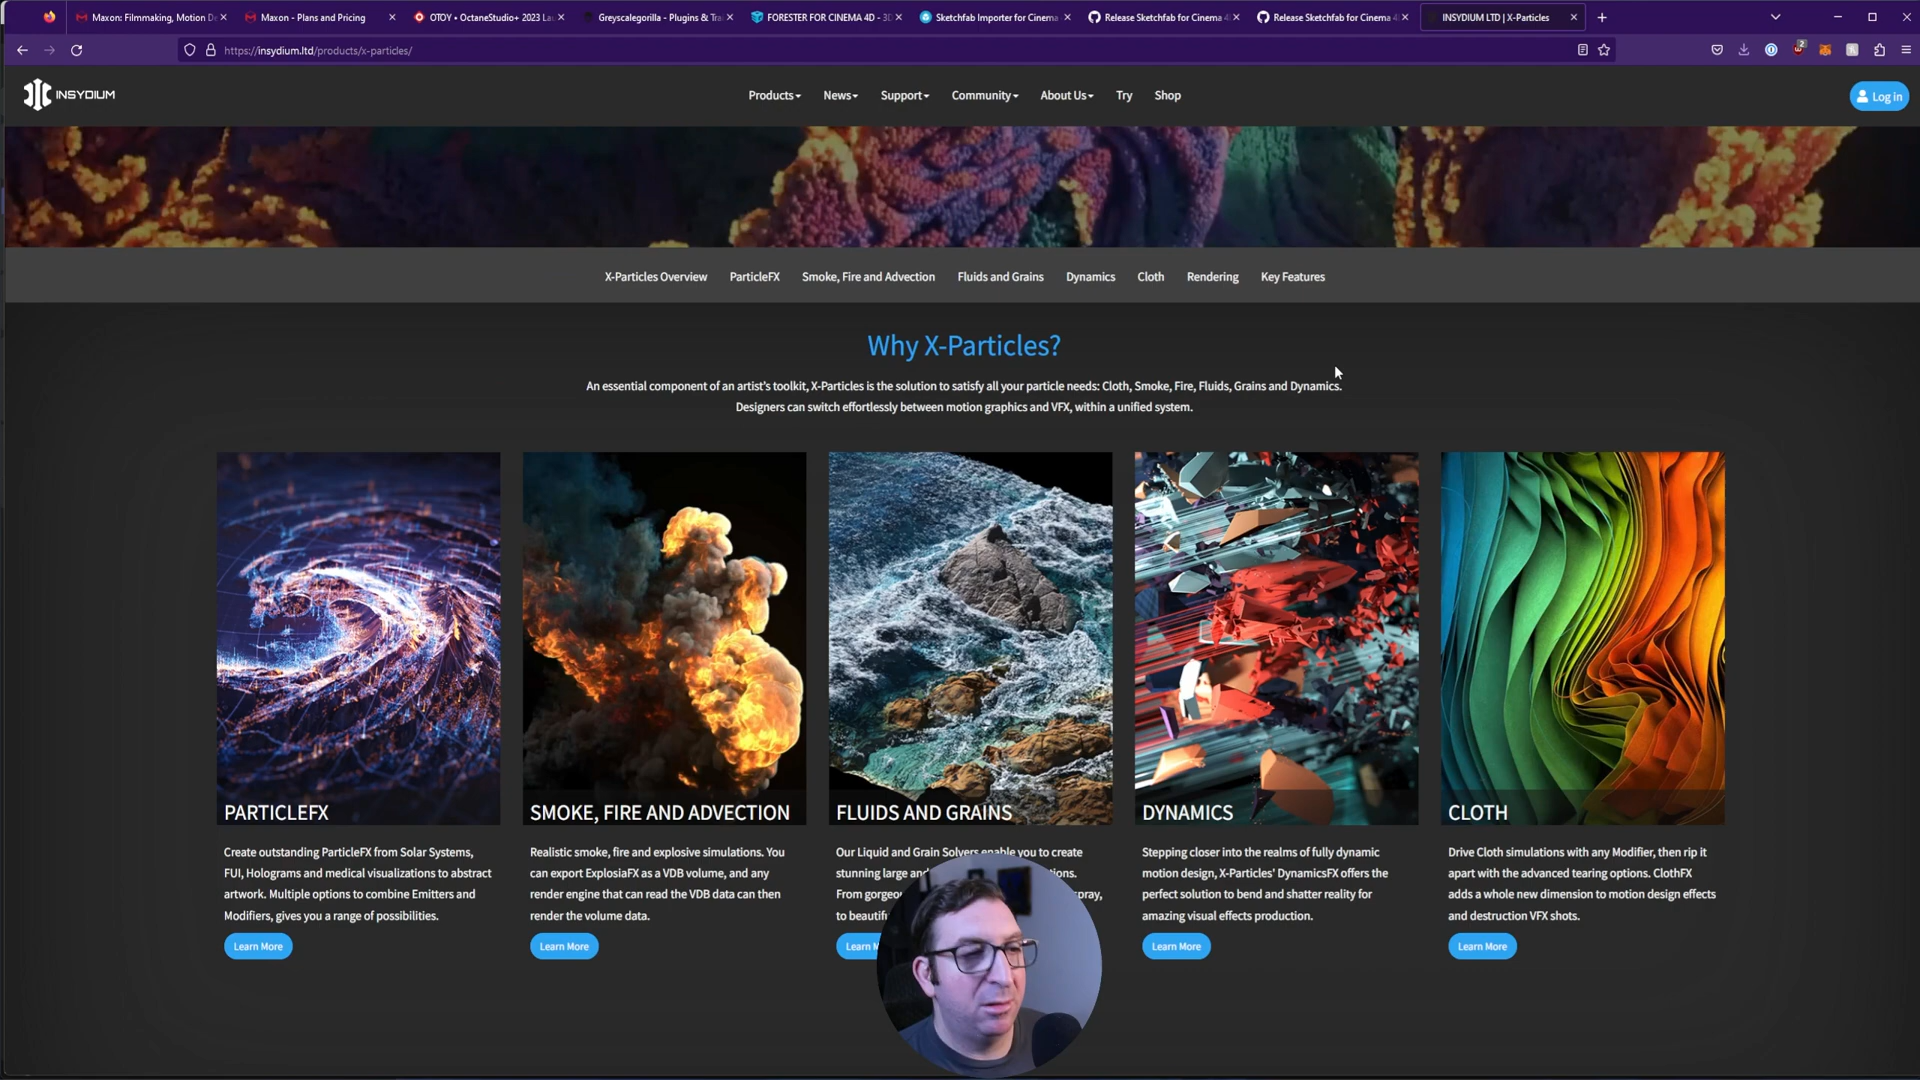 Maxon: Filmmaking, Motion De
Maxon - Plans and Pricing
OTOY • OctaneStudio+ 2023 La
Greyscalegorilla - Plugins & Tra
FORESTER FOR CINEMA 4D - 3D
Sketchfab Importer for Cinema
Release Sketchfab for Cinema 4
Release Sketchfab for Cinema 4
INSYDIUM LTD | X-Particles
https://insydium.ltd/products/x-particles/
2
INSYDIUM
Products
News
Support
Community
About Us
Try
Shop
Log in
X-Particles Overview
ParticleFX
Smoke, Fire and Advection
Fluids and Grains
Dynamics
Cloth
Rendering
Key Features
Why X-Particles?
An essential component of an artist's toolkit, X-Particles is the solution to satisfy all your particle needs: Cloth, Smoke, Fire, Fluids, Grains and Dynamics.
Designers can switch effortlessly between motion graphics and VFX, within a unified system.
PARTICLEFX
Create outstanding ParticleFX from Solar Systems,
FUI, Holograms and medical visualizations to abstract
artwork. Multiple options to combine Emitters and
Modifiers, gives you a range of possibilities.
Learn More
SMOKE, FIRE AND ADVECTION
Realistic smoke, fire and explosive simulations. You
can export ExplosiaFX as a VDB volume, and any
render engine that can read the VDB data can then
render the volume data.
Learn More
FLUIDS AND GRAINS
Our Liquid and Grain Solvers enable you to create
stunning large and tions.
From gorgeo pray,
to beautifu
Learn M
DYNAMICS
Stepping closer into the realms of fully dynamic
motion design, X-Particles' DynamicsFX offers the
perfect solution to bend and shatter reality for
amazing visual effects production.
Learn More
CLOTH
Drive Cloth simulations with any Modifier, then rip it
apart with the advanced tearing options. ClothFX
adds a whole new dimension to motion design effects
and destruction VFX shots.
Learn More